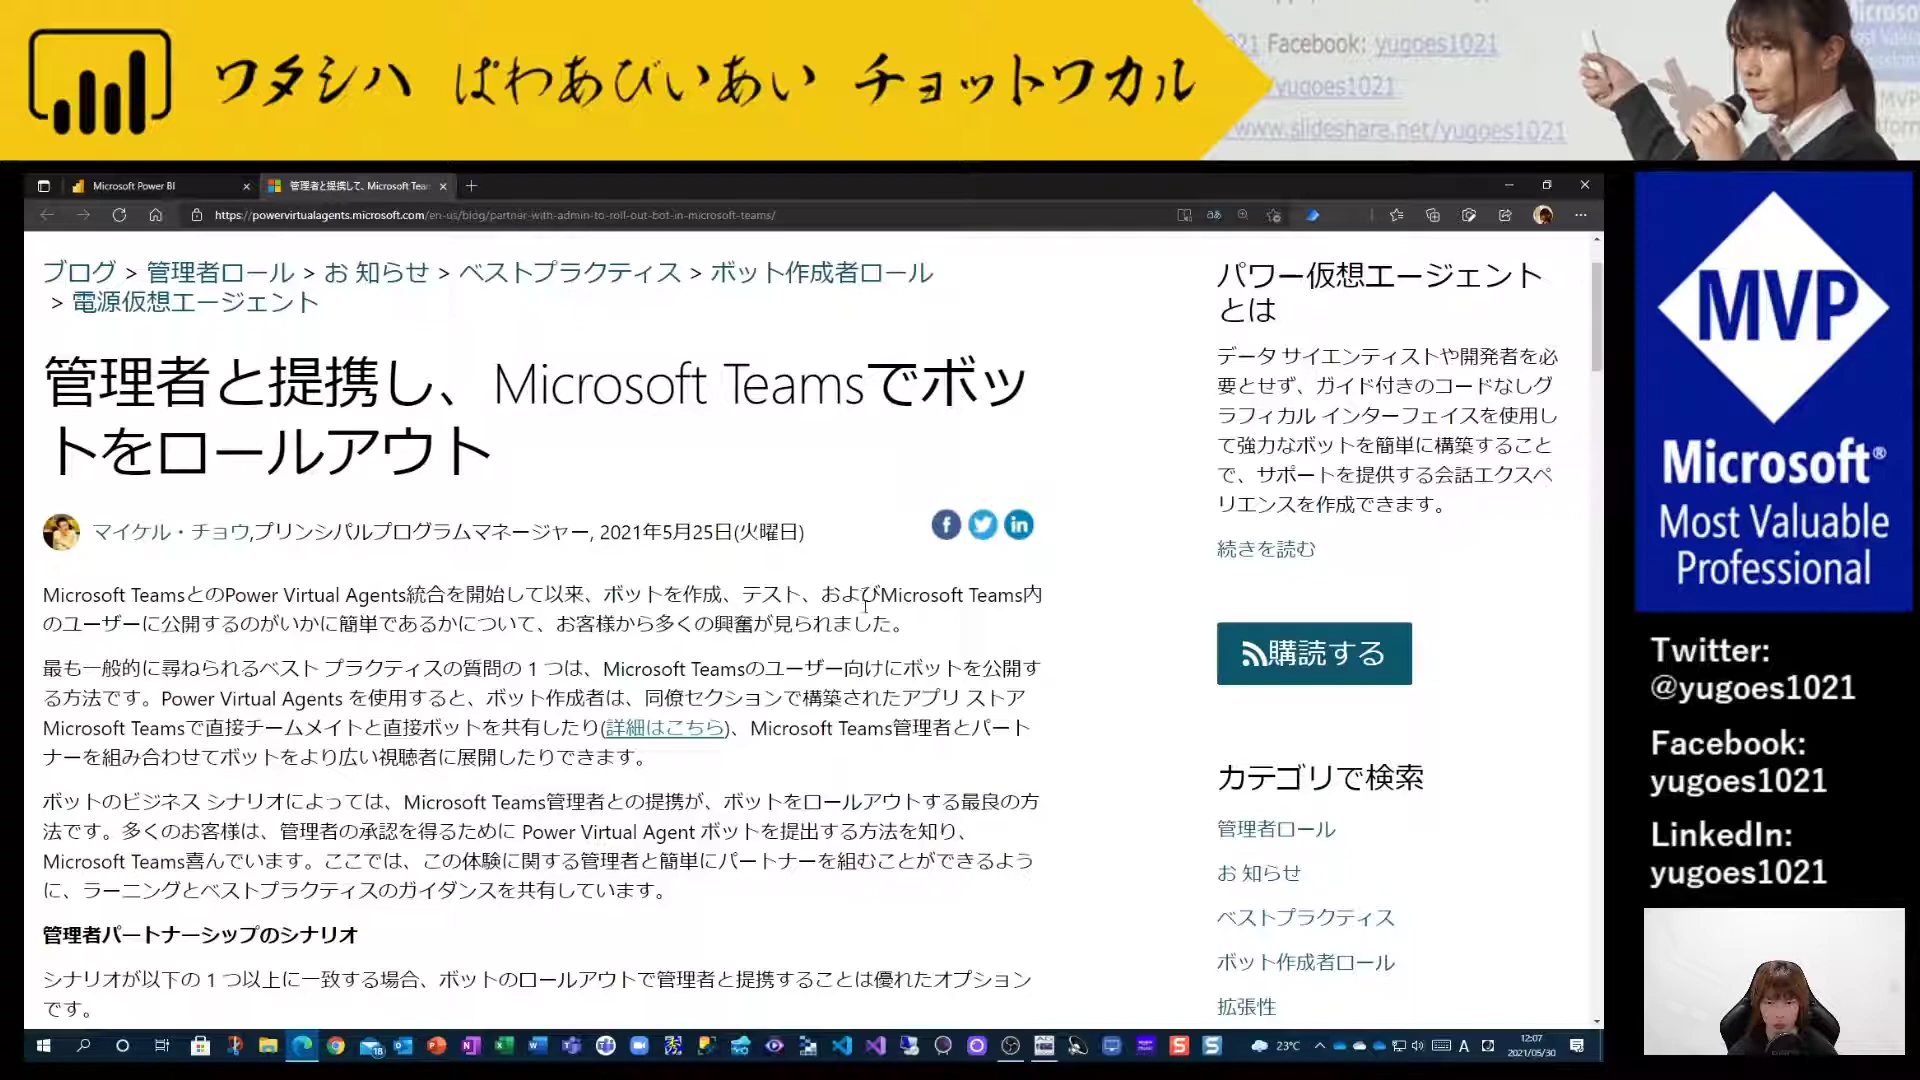 ワタシハ ぱわあびいあい チョットワカル
21 Facebook: yugoes1021
/yugoes1021
www.slideshare.net/yugoes1021
Microsoft Power BI
管理者と提携して、Microsoft Tea
https://powervirtualagents.microsoft.com/en-us/blog/partner-with-admin-to-roll-out-bot-in-microsoft-teams/
ブログ > 管理者ロール > お 知らせ > ベストプラクティス > ボット作成者ロール
> 電源仮想エージェント
管理者と提携し、Microsoft Teamsでボッ
トをロールアウト
マイケル・チョウ,プリンシパルプログラムマネージャー, 2021年5月25日(火曜日)
Microsoft TeamsとのPower Virtual Agents統合を開始して以来、ボットを作成、テスト、およびMicrosoft Teams内
のユーザーに公開するのがいかに簡単であるかについて、お客様から多くの興奮が見られました。
最も一般的に尋ねられるベスト プラクティスの質問の 1 つは、Microsoft Teamsのユーザー向けにボットを公開す
る方法です。Power Virtual Agents を使用すると、ボット作成者は、同僚セクションで構築されたアプリ ストア
Microsoft Teamsで直接チームメイトと直接ボットを共有したり(詳細はこちら)、Microsoft Teams管理者とパート
ナーを組み合わせてボットをより広い視聴者に展開したりできます。
ボットのビジネス シナリオによっては、Microsoft Teams管理者との提携が、ボットをロールアウトする最良の方
法です。多くのお客様は、管理者の承認を得るために Power Virtual Agent ボットを提出する方法を知り、
Microsoft Teams喜んでいます。ここでは、この体験に関する管理者と簡単にパートナーを組むことができるよう
に、ラーニングとベストプラクティスのガイダンスを共有しています。
管理者パートナーシップのシナリオ
シナリオが以下の 1 つ以上に一致する場合、ボットのロールアウトで管理者と提携することは優れたオプション
です。
パワー仮想エージェント
とは
データ サイエンティストや開発者を必
要とせず、ガイド付きのコードなしグ
ラフィカル インターフェイスを使用し
て強力なボットを簡単に構築すること
で、サポートを提供する会話エクスペ
リエンスを作成できます。
続きを読む
購読する
カテゴリで検索
管理者ロール
お 知らせ
ベストプラクティス
ボット作成者ロール
拡張性
MVP
Microsoft®
Most Valuable
Professional
Twitter:
@yugoes1021
Facebook:
yugoes1021
LinkedIn:
yugoes1021
23℃
A
12:07
2021/05/30